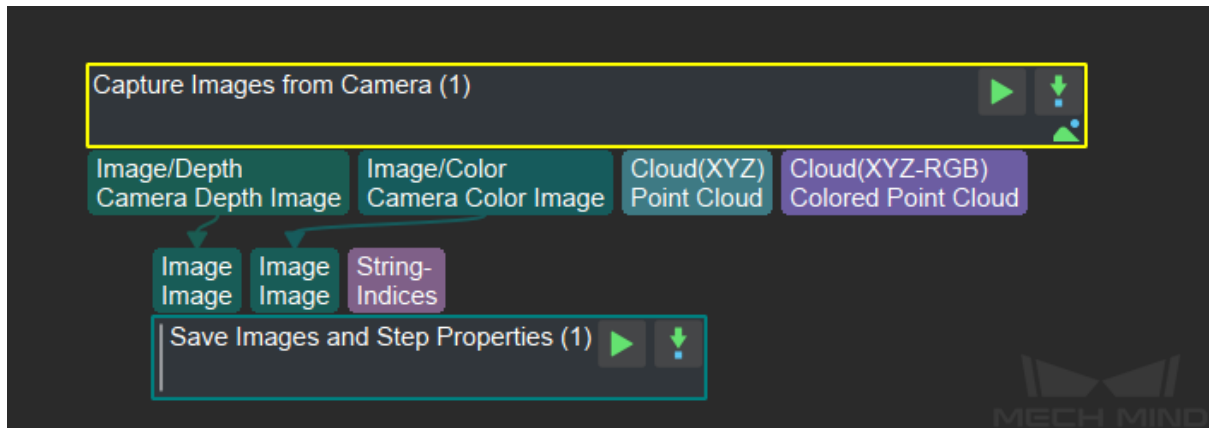 Capture Images from Camera (1)
Image/Depth
Camera Depth Image
Image/Color
Camera Color Image
Cloud(XYZ)
Point Cloud
Cloud(XYZ-RGB)
Colored Point Cloud
Image
Image
Image
Image
String-
Indices
Save Images and Step Properties (1)
MECH MIND